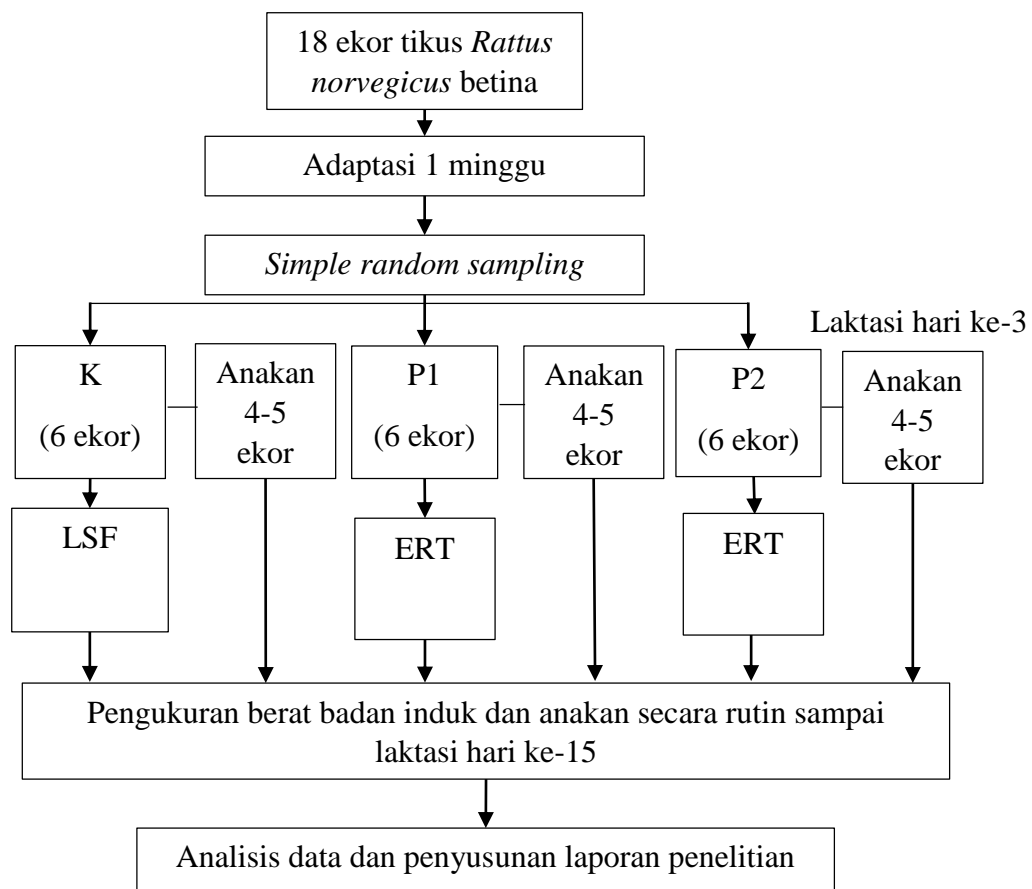 18 ekor tikus Rattus
norvegicus betina
Adaptasi 1 minggu
Simple random sampling
Laktasi hari ke-3
K
(6 ekor)
Anakan
4-5
ekor
P1
(6 ekor)
Anakan
4-5
ekor
P2
(6 ekor)
Anakan
4-5
ekor
LSF
ERT
ERT
Pengukuran berat badan induk dan anakan secara rutin sampai
laktasi hari ke-15
Analisis data dan penyusunan laporan penelitian